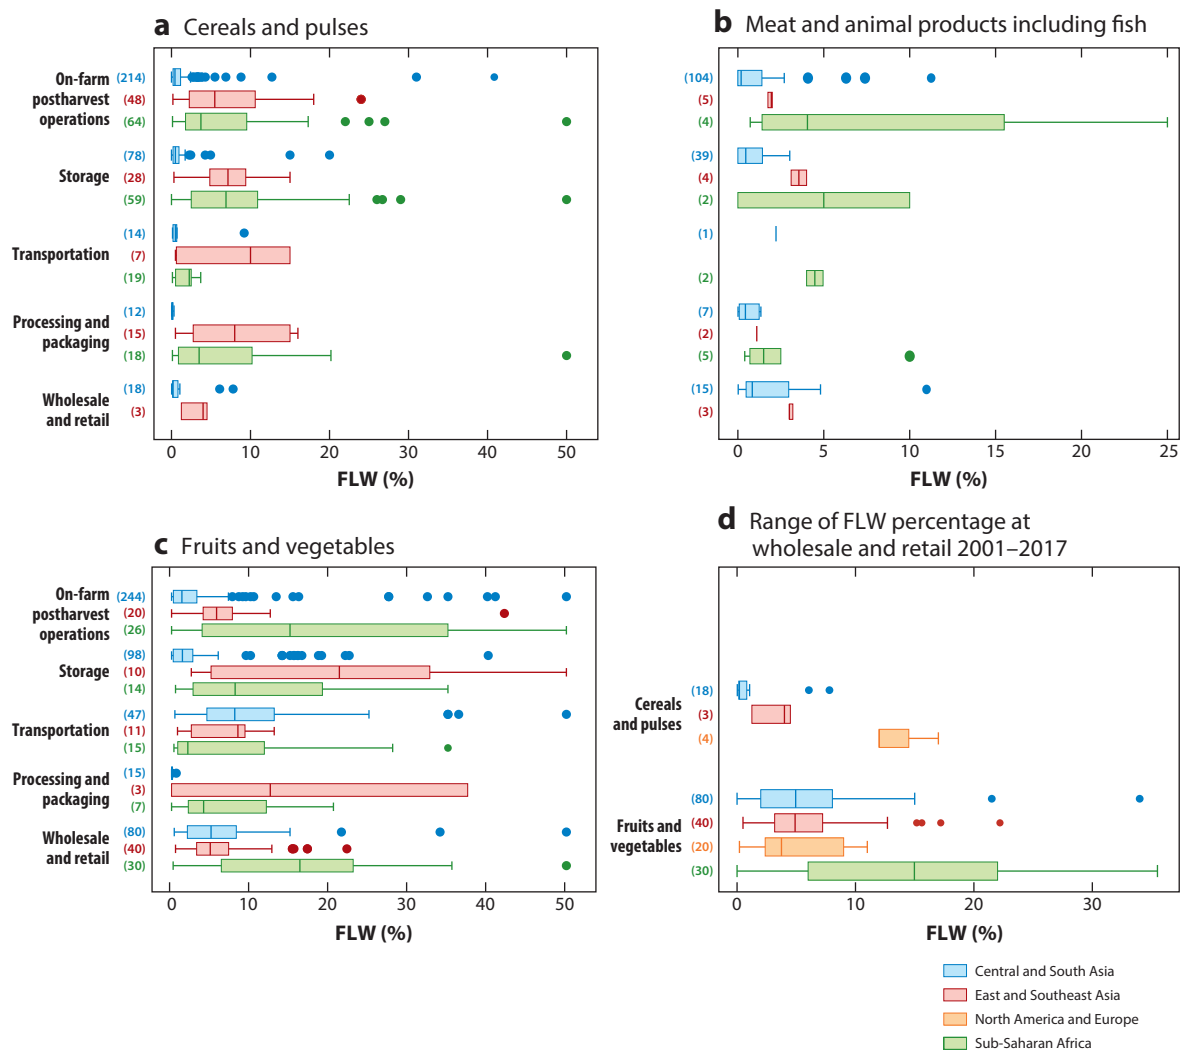 a Cereals and pulses
On-farm
postharvest
operations
(214)
(48)
(64)
Storage
(78)
(28)
(59)
Transportation
(14)
(7)
(19)
Processing and
packaging
(12)
(15)
(18)
Wholesale
and retail
(18)
(3)
0 10 20 30 40 50
FLW (%)
b Meat and animal products including fish
(104)
(5)
(4)
(39)
(4)
(2)
(1)
(2)
(7)
(2)
(5)
(15)
(3)
0 5 10 15 20 25
FLW (%)
c Fruits and vegetables
On-farm
postharvest
operations
(244)
(20)
(26)
Storage
(98)
(10)
(14)
Transportation
(47)
(11)
(15)
Processing and
packaging
(15)
(3)
(7)
Wholesale
and retail
(80)
(40)
(30)
0 10 20 30 40 50
FLW (%)
d Range of FLW percentage at
wholesale and retail 2001–2017
Cereals
and pulses
(18)
(3)
(4)
Fruits and
vegetables
(80)
(40)
(20)
(30)
0 10 20 30
FLW (%)
Central and South Asia
East and Southeast Asia
North America and Europe
Sub-Saharan Africa